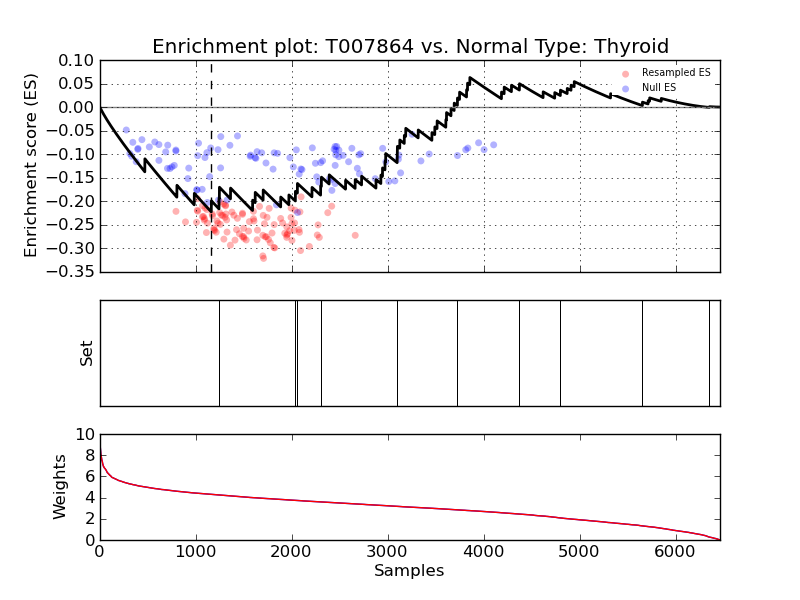 Enrichment plot: T007864 vs. Normal Type: Thyroid
Enrichment score (ES)
0.10
0.05
0.00
−0.05
−0.10
−0.15
−0.20
−0.25
−0.30
−0.35
Resampled ES
Null ES
Set
Weights
10
8
6
4
2
0
0 1000 2000 3000 4000 5000 6000
Samples